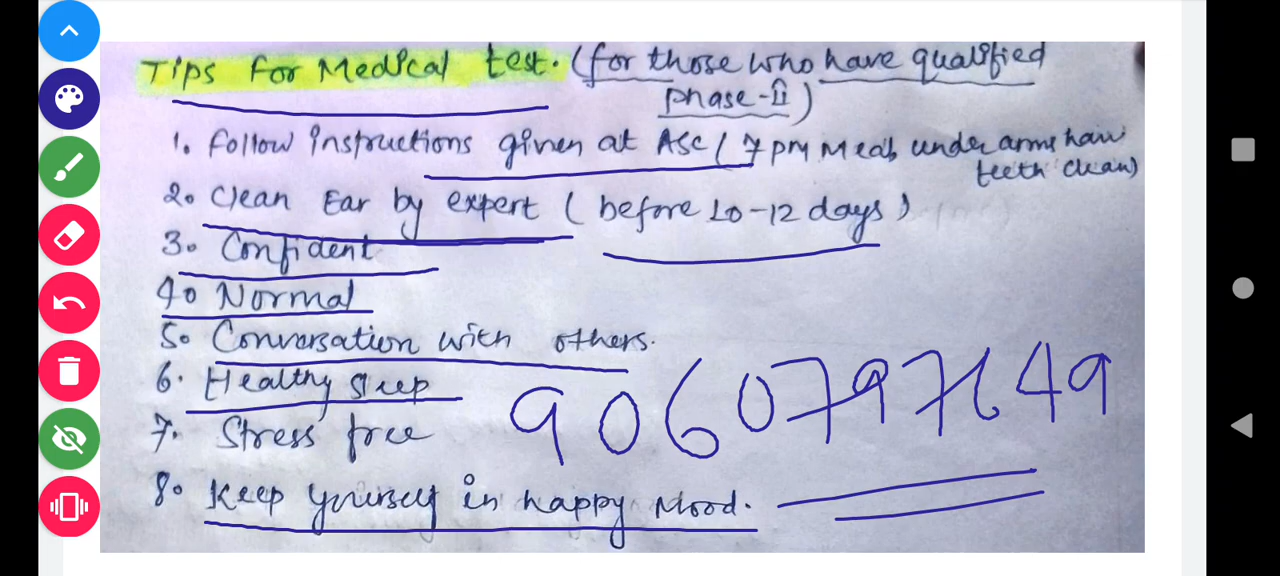 Tips For Medical test. (for those who have qualified
phase-II)
1. Follow instructions given at ASC ( 7 pm Meal, under arms hair
teeth clean)
2. Clean Ear by expert ( before 10-12 days )
3. Confident
4. Normal
5. Conversation with others.
6. Healthy sleep
7. Stress free
9060797649
8. Keep yourself in happy Mood.